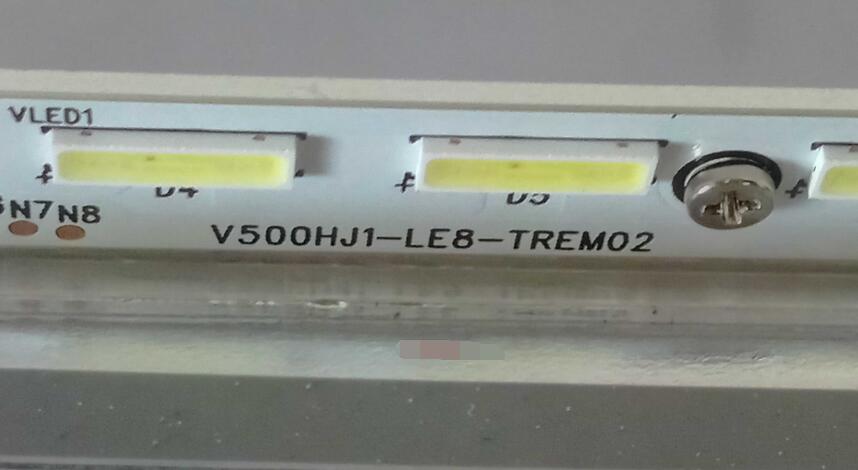 VLED1
D4
D5
N7 N8
V500HJ1-LE8-TREM02